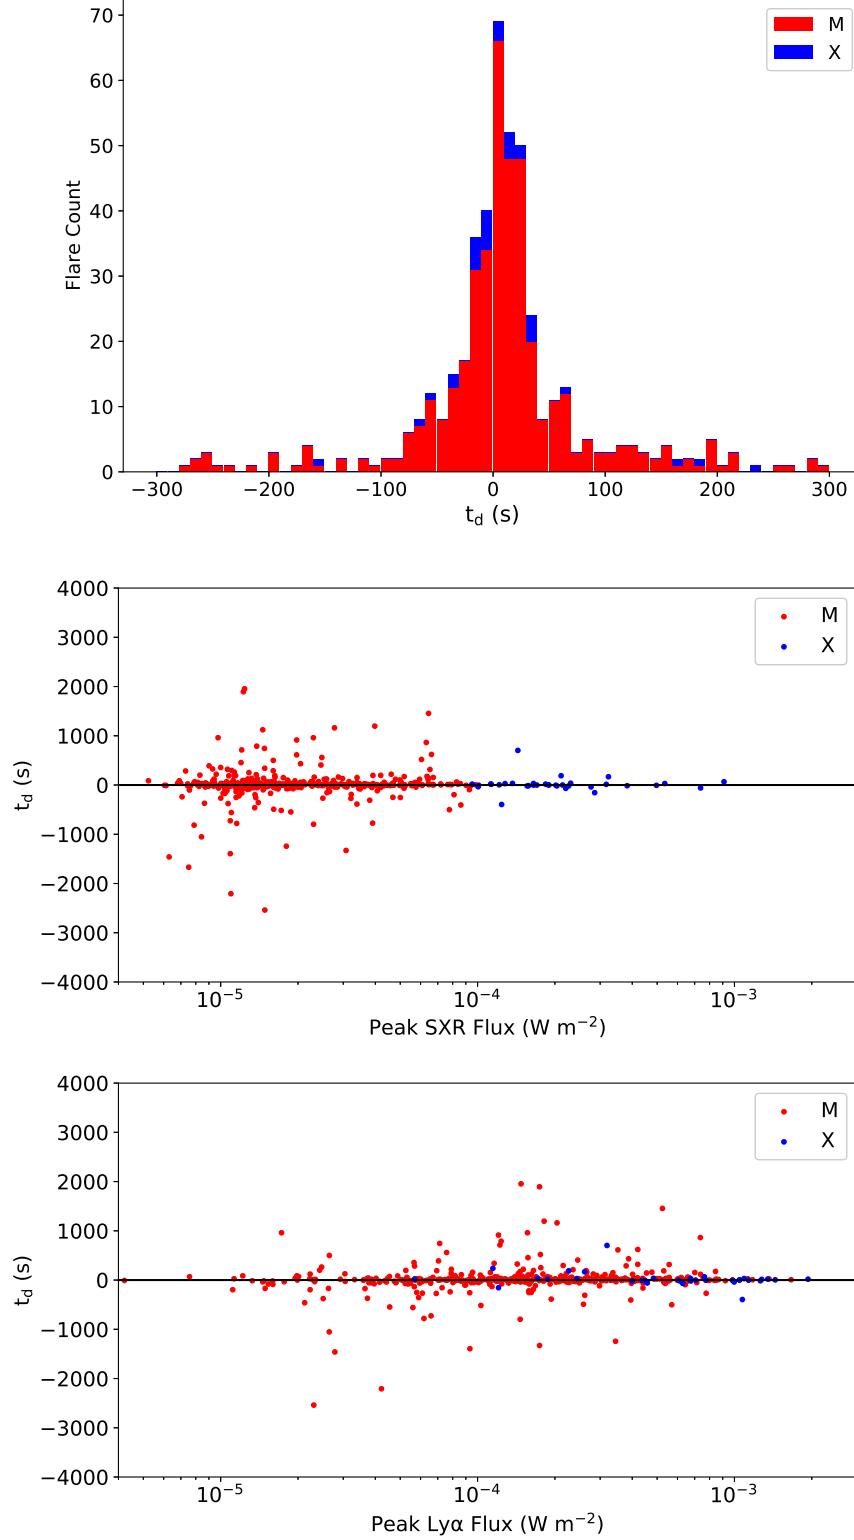 70
60
50
40
30
20
10
0
Flare Count
M
X
−300 −200 −100 0 100 200 300
t_d (s)
4000
3000
2000
1000
0
−1000
−2000
−3000
−4000
t_d (s)
M
X
10⁻⁵ 10⁻⁴ 10⁻³
Peak SXR Flux (W m⁻²)
4000
3000
2000
1000
0
−1000
−2000
−3000
−4000
t_d (s)
M
X
10⁻⁵ 10⁻⁴ 10⁻³
Peak Lyα Flux (W m⁻²)